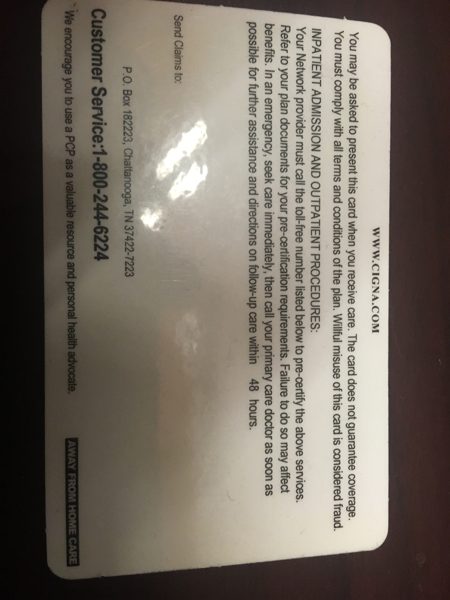 WWW.CIGNA.COM
You may be asked to present this card when you receive care. The card does not guarantee coverage.
You must comply with all terms and conditions of the plan. Willful misuse of this card is considered fraud.
INPATIENT ADMISSION AND OUTPATIENT PROCEDURES:
Your Network provider must call the toll-free number listed below to pre-certify the above services.
Refer to your plan documents for your pre-certification requirements. Failure to do so may affect
benefits. In an emergency, seek care immediately, then call your primary care doctor as soon as
possible for further assistance and directions on follow-up care within 48 hours.
Send Claims to:
P.O. Box 182223, Chattanooga, TN 37422-7223
Customer Service:1-800-244-6224
We encourage you to use a PCP as a valuable resource and personal health advocate.
AWAY FROM HOME CARE